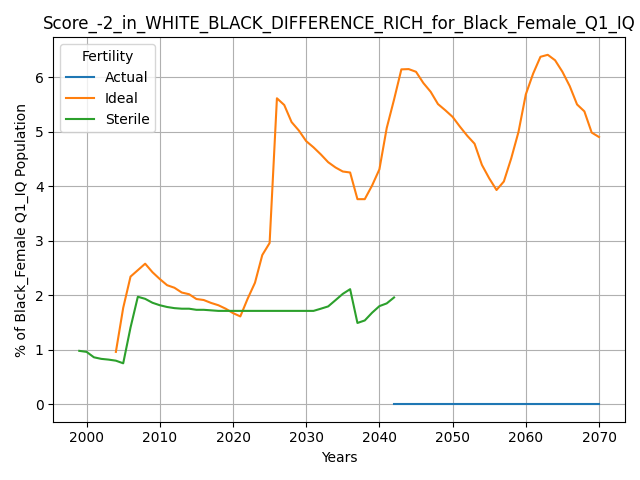 Score_-2_in_WHITE_BLACK_DIFFERENCE_RICH_for_Black_Female_Q1_IQ
Fertility
Actual
Ideal
Sterile
% of Black_Female Q1_IQ Population
6
5
4
3
2
1
0
2000 2010 2020 2030 2040 2050 2060 2070
Years